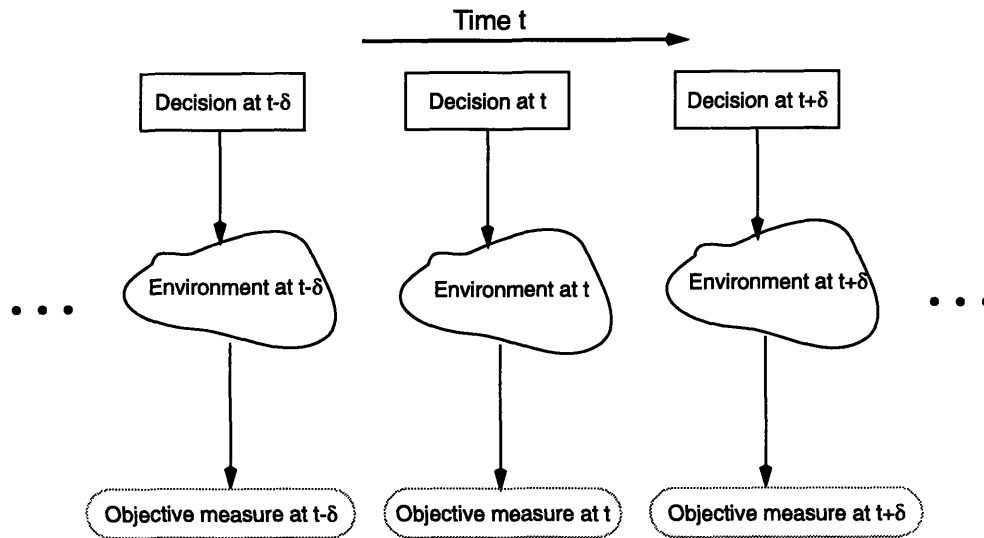 Time t
Decision at t-δ
Decision at t
Decision at t+δ
Environment at t-δ
Environment at t
Environment at t+δ
Objective measure at t-δ
Objective measure at t
Objective measure at t+δ